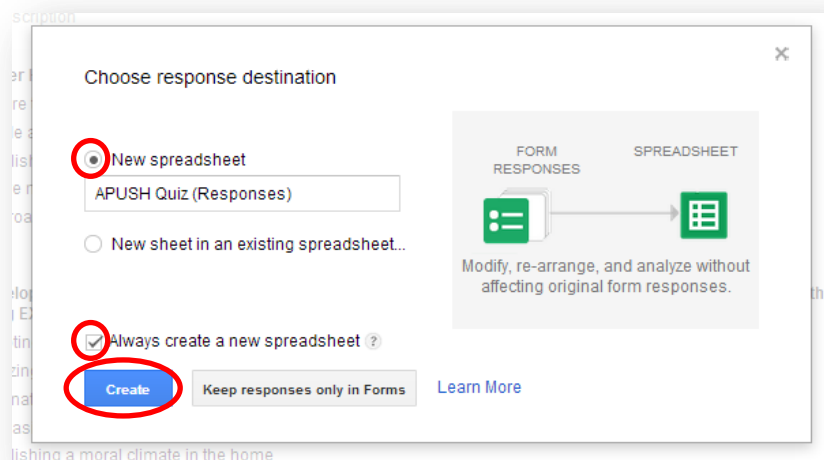 scription
Choose response destination
New spreadsheet
APUSH Quiz (Responses)
New sheet in an existing spreadsheet...
FORM RESPONSES
SPREADSHEET
Modify, re-arrange, and analyze without
affecting original form responses.
Always create a new spreadsheet ?
Create
Keep responses only in Forms
Learn More
lishing a moral climate in the home